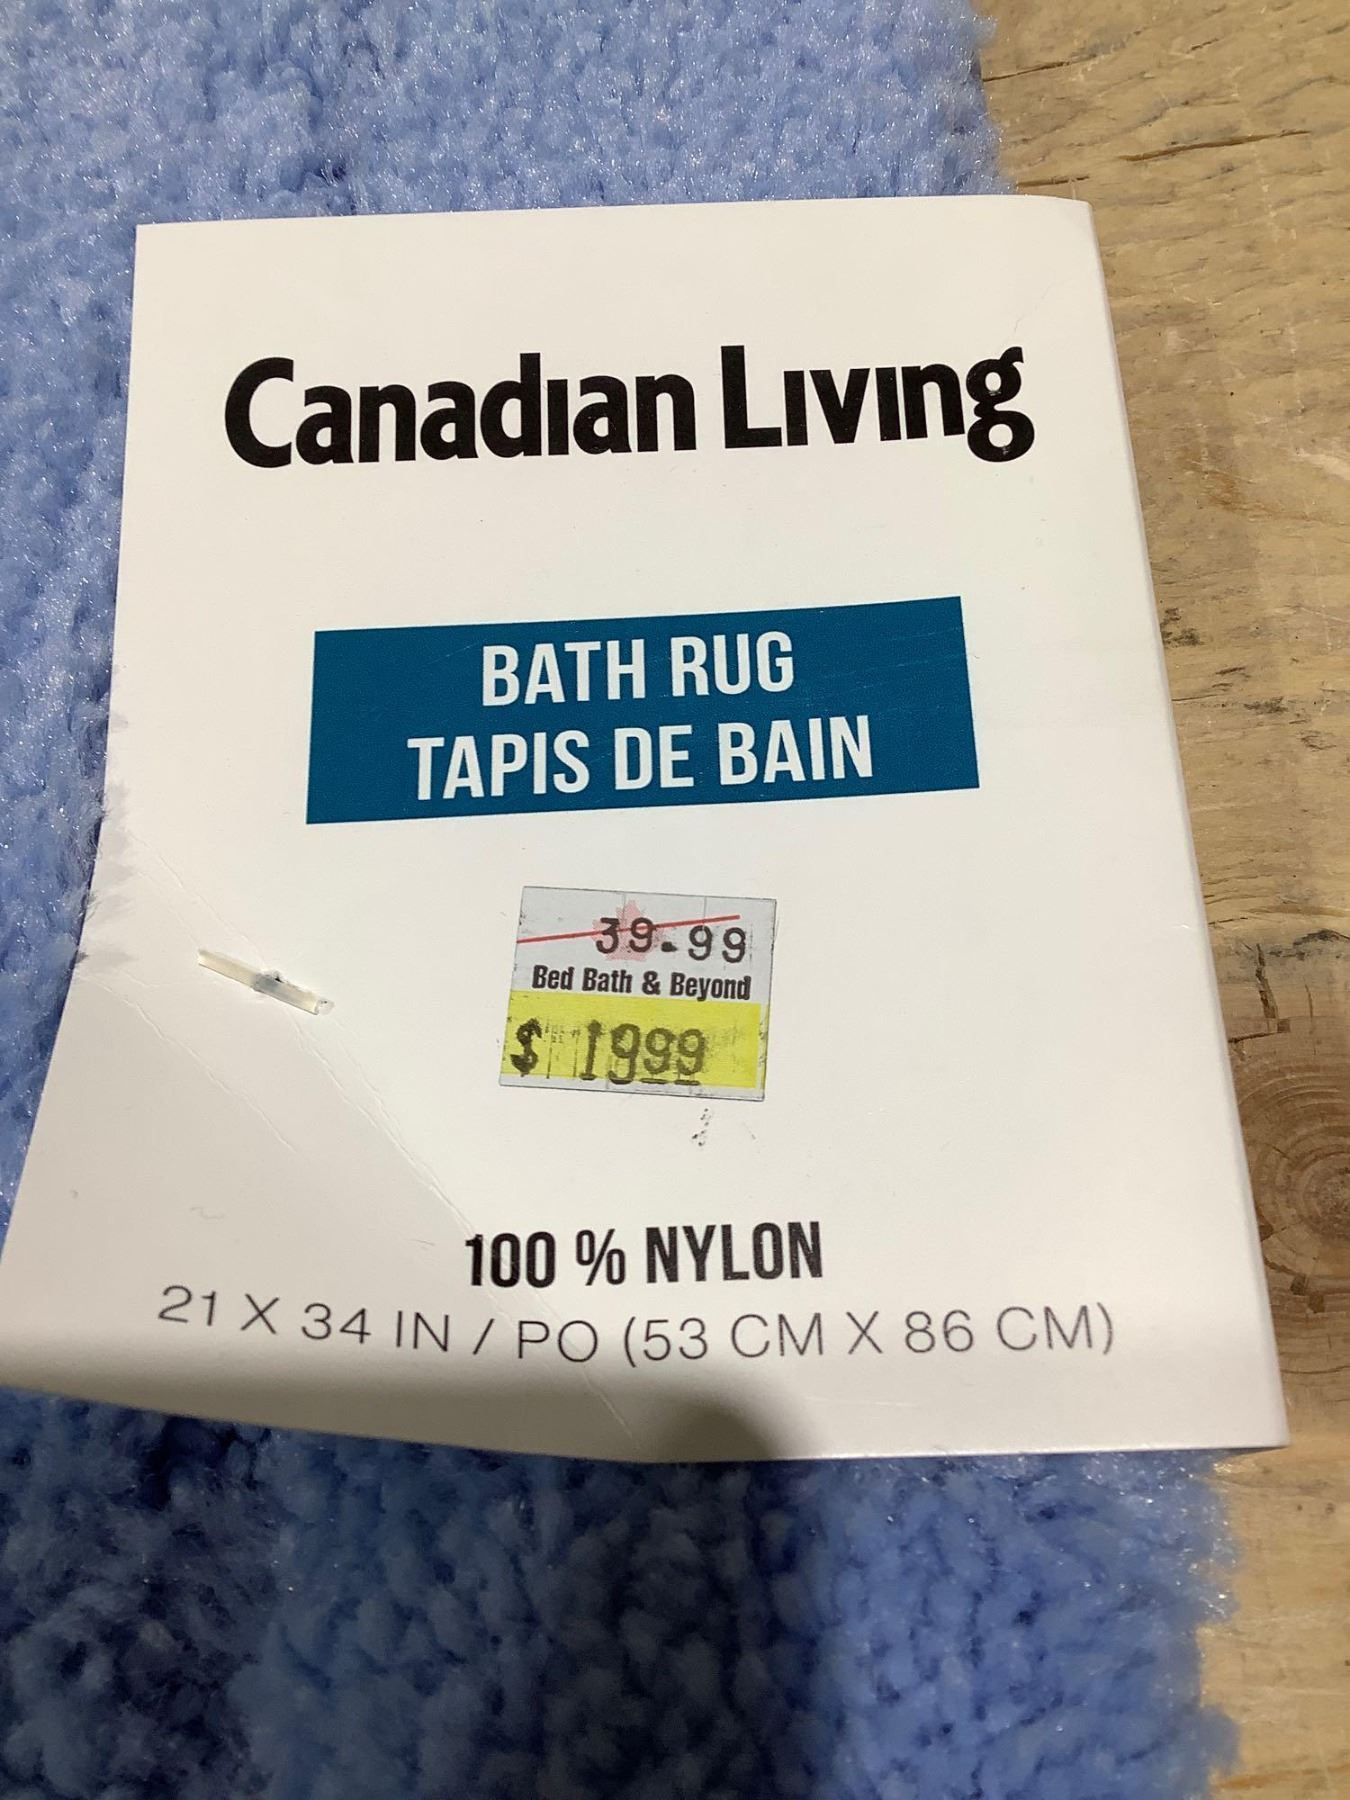 Canadian Living
BATH RUG
TAPIS DE BAIN
39.99
Bed Bath & Beyond
$ 1999
100 % NYLON
21 X 34 IN / PO (53 CM X 86 CM)